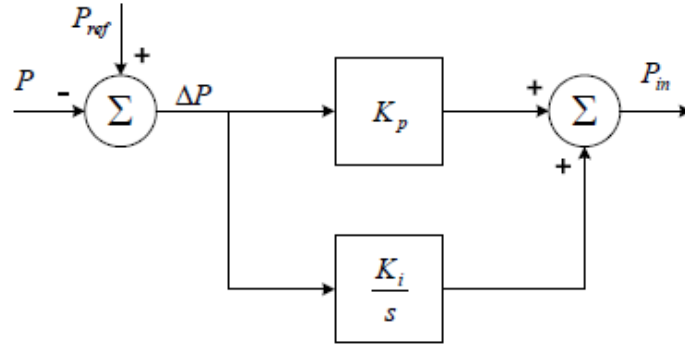 P_ref
+
P
-
Σ
ΔP
K_p
+
Σ
P_in
+
K_i
s